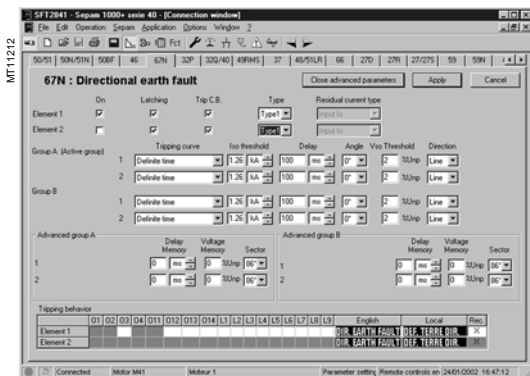 MT11212
SFT2841 - Sepam 1000+ serie 40 - [Connection window]
File Edit Operation Sepam Application Options Window ?
Fct
50/51 50N/51N 50BF 46 67N 32P 32Q/40 49RMS 37 48/51LR 66 27D 27R 27/27S 59 59N
67N : Directional earth fault
Close advanced parameters Apply Cancel
On Latching Trip C.B. Type Residual current type
Element 1 Type1 Input Io
Element 2 Type1 Input Io
Tripping curve Iso threshold Delay Angle Vso Threshold Direction
Group A (Active group)
1 Definite time 1.26 kA 100 ms 0° 2 %Unp Line
2 Definite time 1.26 kA 100 ms 0° 2 %Unp Line
Group B
1 Definite time 1.26 kA 100 ms 0° 2 %Unp Line
2 Definite time 1.26 kA 100 ms 0° 2 %Unp Line
Advanced group A Advanced group B
Delay Memory Voltage Memory Sector Delay Memory Voltage Memory Sector
1 0 ms 0 %Unp 86° 1 0 ms 0 %Unp 86°
2 0 ms 0 %Unp 86° 2 0 ms 0 %Unp 86°
Tripping behavior
O1 O2 O3 O4 O11 O12 O13 O14 L1 L2 L3 L4 L5 L6 L7 L8 L9 English Local Rec.
Element 1 DIR. EARTH FAULT DEF. TERRE DIR. X
Element 2 DIR. EARTH FAULT DEF. TERRE DIR. X
Connected Motor M41 Moteur 1 Parameter setting Remote controls en 24/01/2002 16:47:12